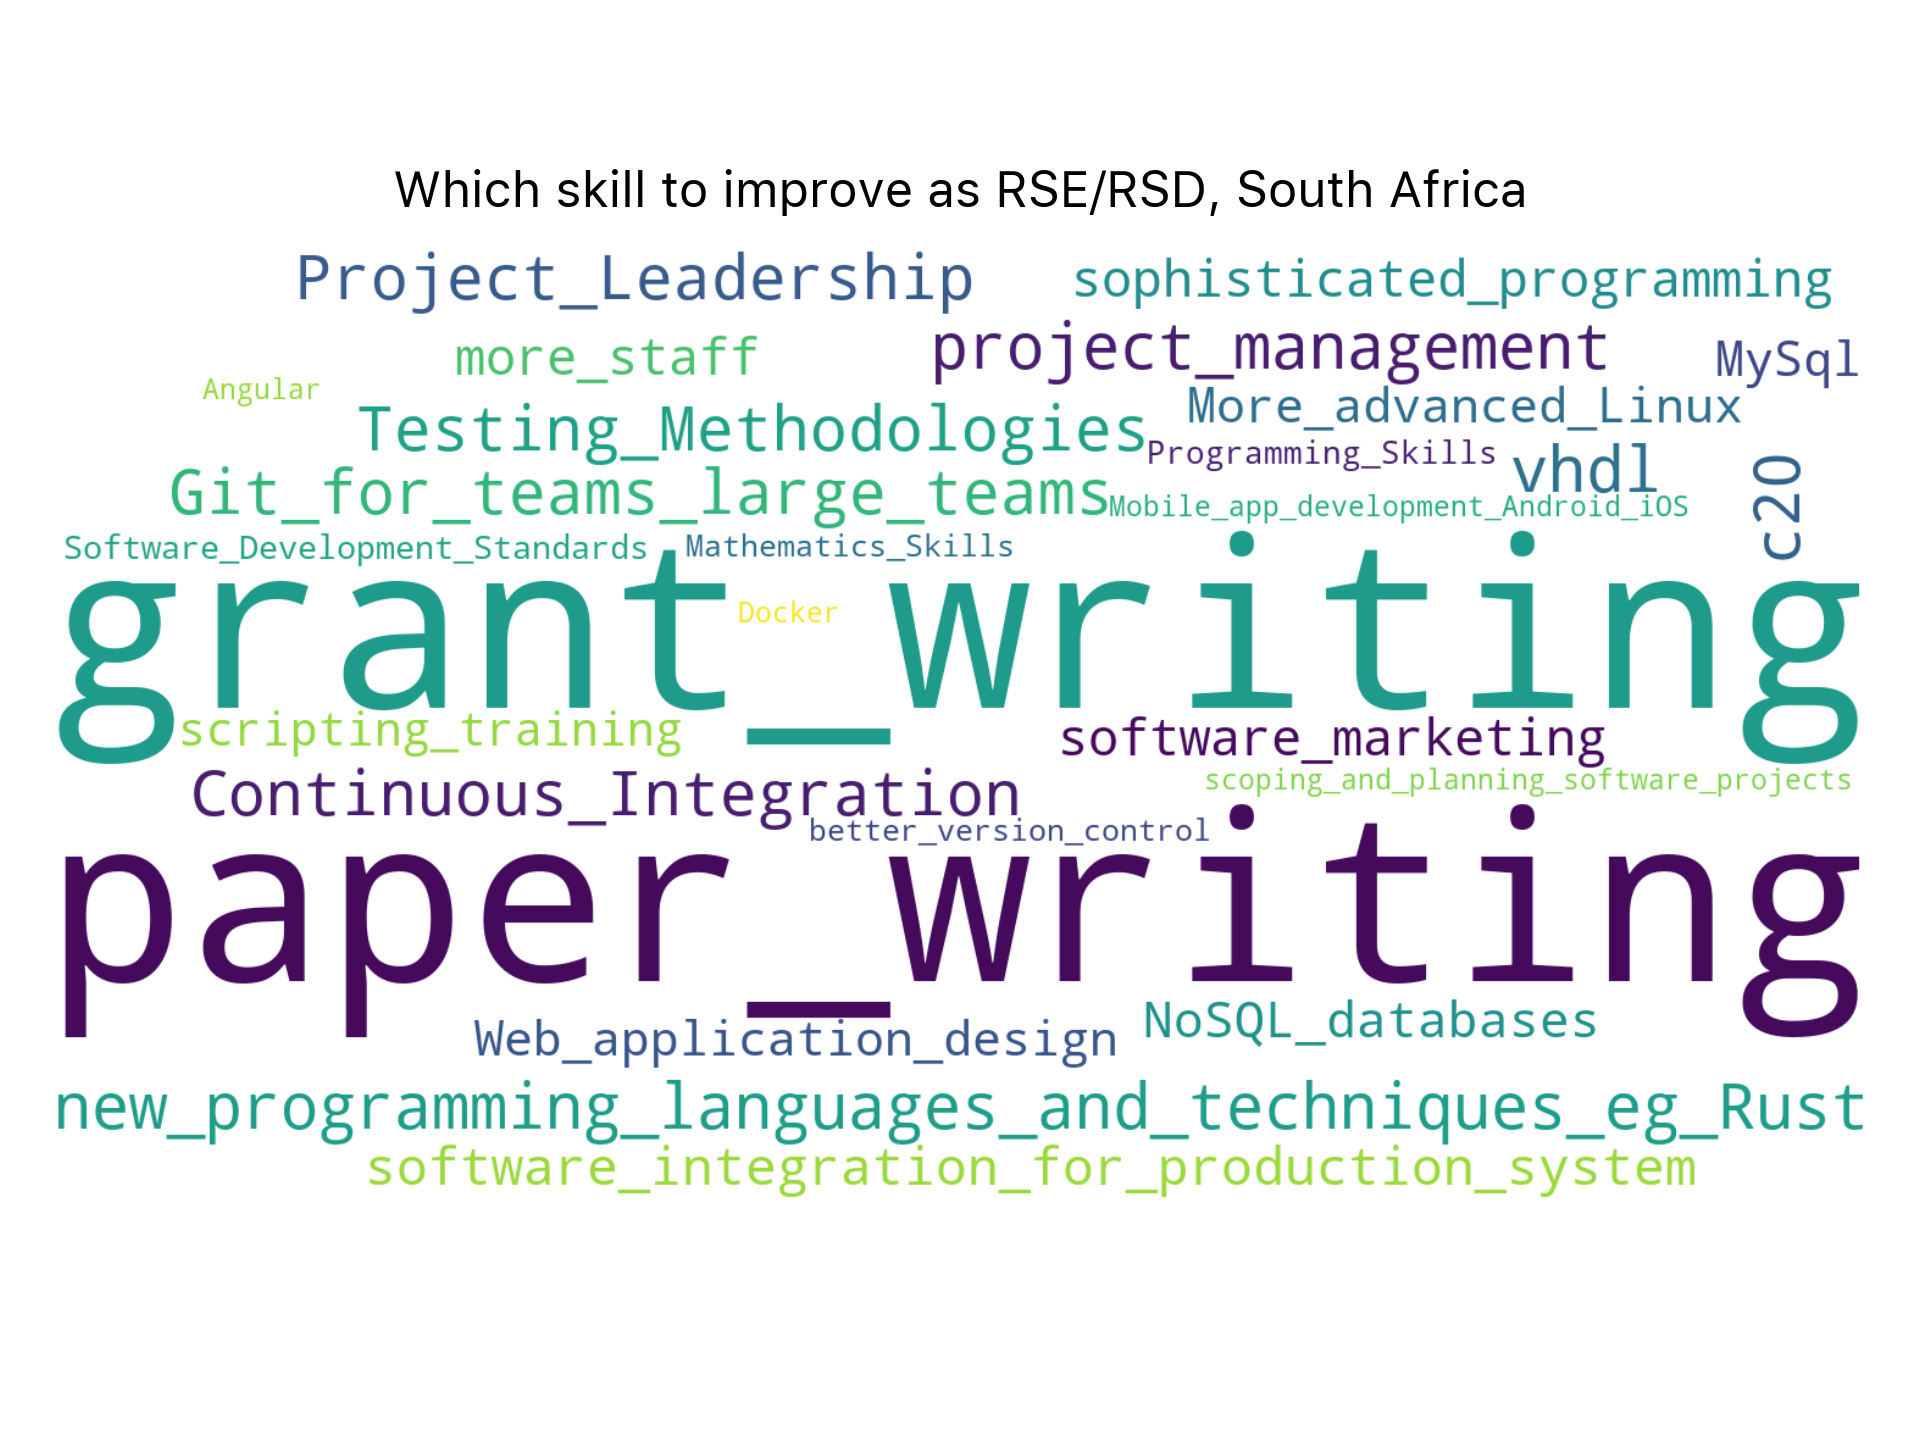 Which skill to improve as RSE/RSD, South Africa
Project_Leadership
sophisticated_programming
more_staff
project_management
MySql
Angular
Testing_Methodologies
More_advanced_Linux
Programming_Skills
vhdl
c20
Git_for_teams_large_teams
Mobile_app_development_Android_iOS
Software_Development_Standards
Mathematics_Skills
grant_writing
Docker
scripting_training
software_marketing
Continuous_Integration
scoping_and_planning_software_projects
better_version_control
paper_writing
Web_application_design
NoSQL_databases
new_programming_languages_and_techniques_eg_Rust
software_integration_for_production_system